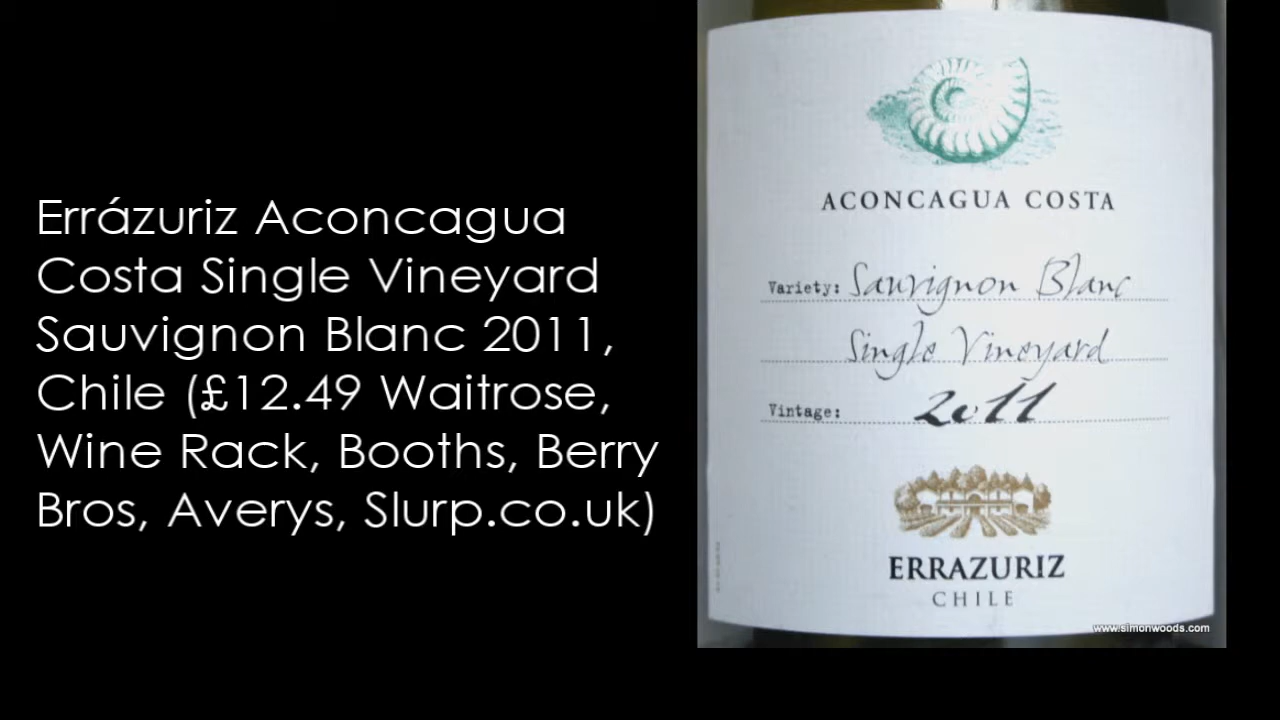 Errázuriz Aconcagua
Costa Single Vineyard
Sauvignon Blanc 2011,
Chile (£12.49 Waitrose,
Wine Rack, Booths, Berry
Bros, Averys, Slurp.co.uk)
ACONCAGUA COSTA
Variety: Sauvignon Blanc
Single Vineyard
Vintage: 2011
ERRAZURIZ
CHILE
www.simonwoods.com